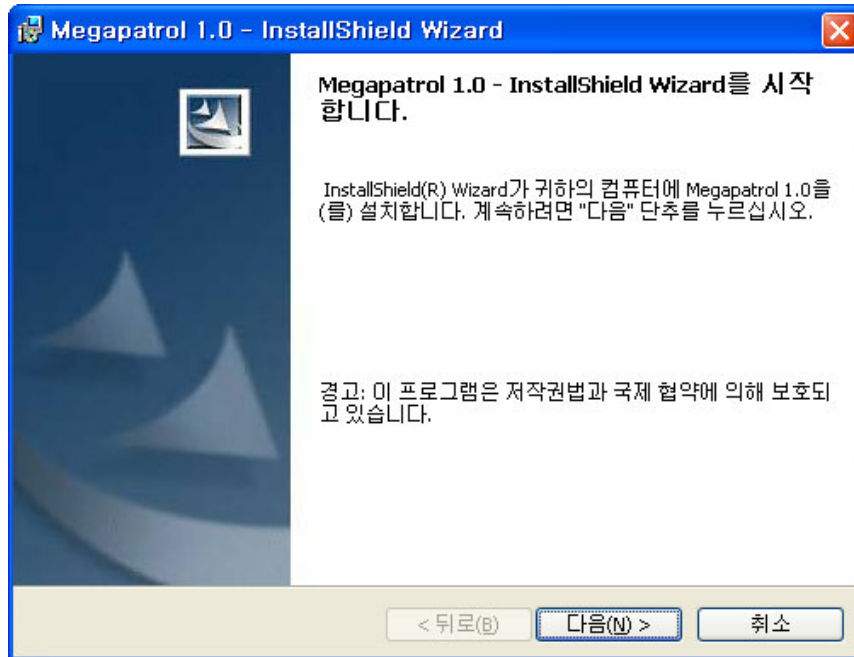 Megapatrol 1.0 - InstallShield Wizard
Megapatrol 1.0 - InstallShield Wizard를 시작
합니다.
InstallShield(R) Wizard가 귀하의 컴퓨터에 Megapatrol 1.0을
(를) 설치합니다. 계속하려면 "다음" 단추를 누르십시오.
경고: 이 프로그램은 저작권법과 국제 협약에 의해 보호되
고 있습니다.
< 뒤로(B) 다음(N) > 취소